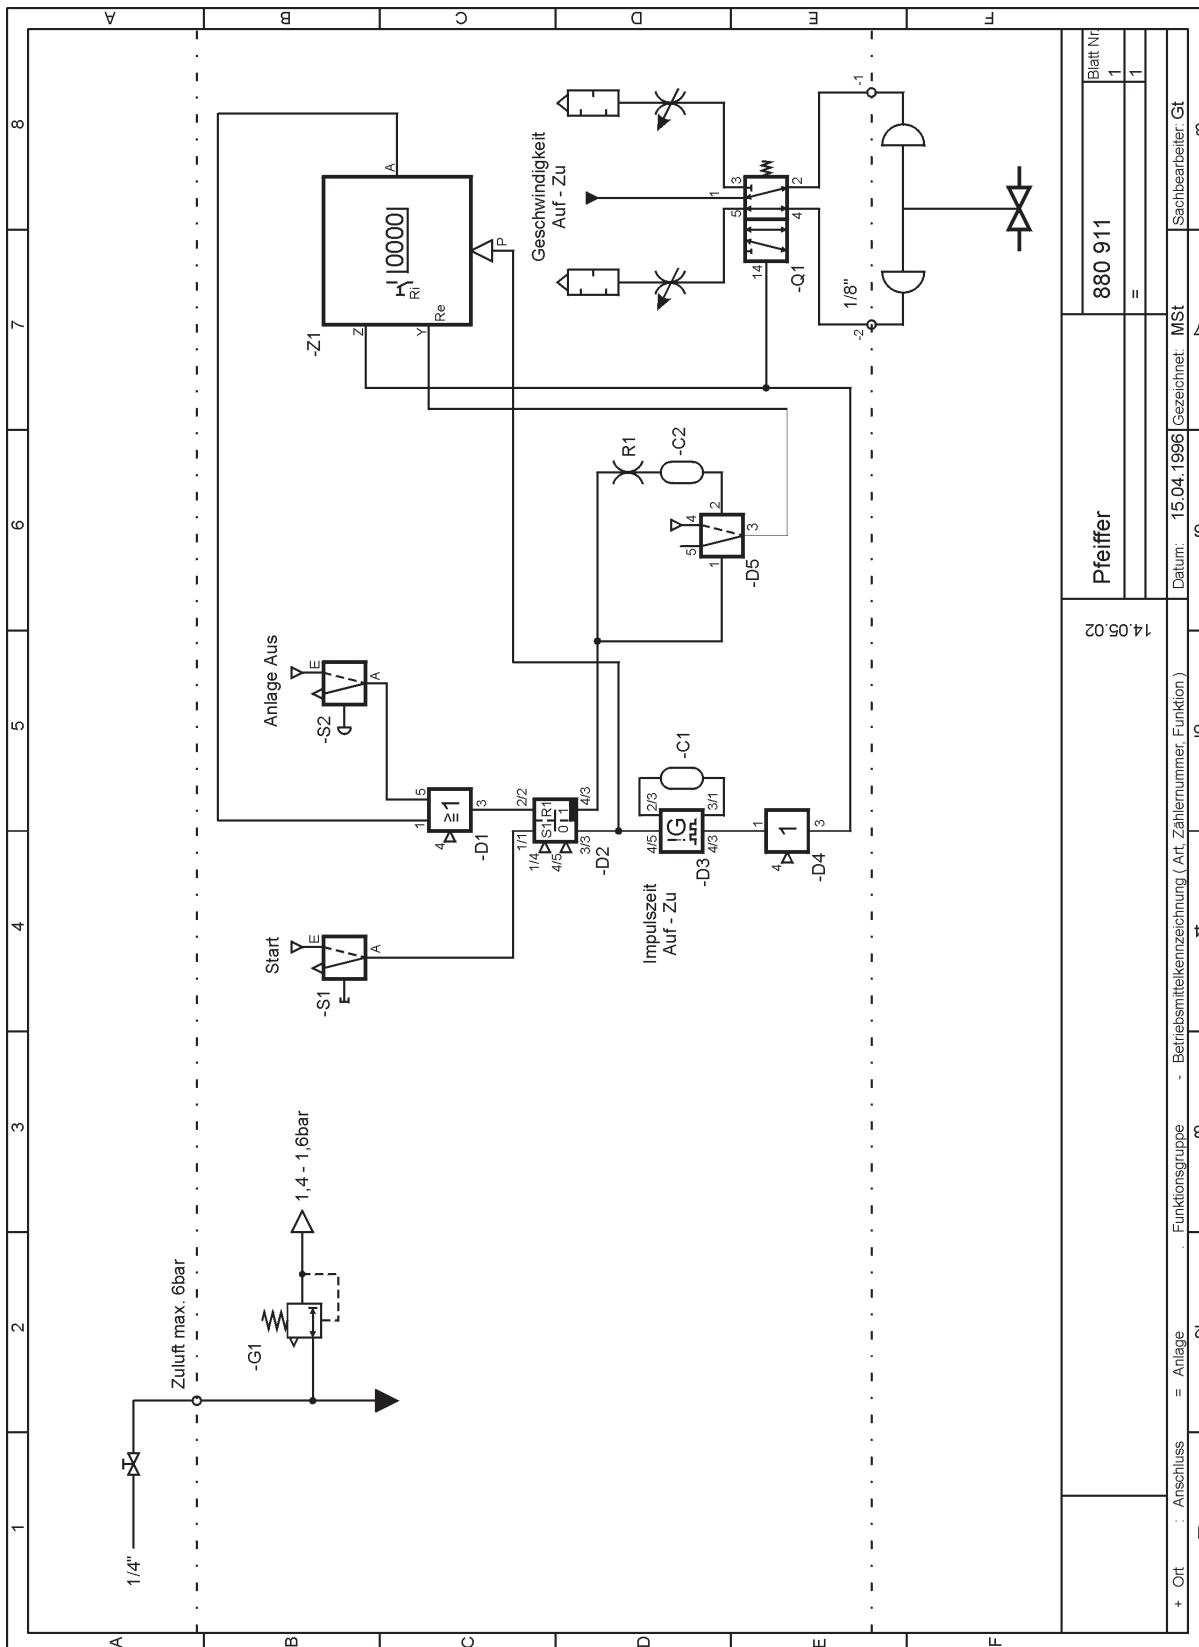 1 2 3 4 5 6 7 8
A B C D E F
1/4"
Zuluft max. 6bar
-G1
1,4 - 1,6bar
Start
-S1
E
A
Anlage Aus
-S2
E
A
1
5
4
≥1
3
-D1
1/1
2/2
1/4
4/5
S1
R1
0
1
3/3
4/3
-D2
Impulszeit
Auf - Zu
4/5
2/3
!G
4/3
3/1
-D3
-C1
1
4
1
3
-D4
R1
-C2
5
4
1
2
3
-D5
-Z1
0000
Ri
Re
A
P
Z
Y
Geschwindigkeit
Auf - Zu
14
5
1
3
4
2
-Q1
1/8"
-2
-1
14.05.02
Pfeiffer
880 911
=
Blatt Nr.
1
1
+ Ort : Anschluss = Anlage . Funktionsgruppe - Betriebsmittelkennzeichnung ( Art, Zählernummer, Funktion )
Datum: 15.04.1996 Gezeichnet: MSt Sachbearbeiter: Gt
A B C D E F